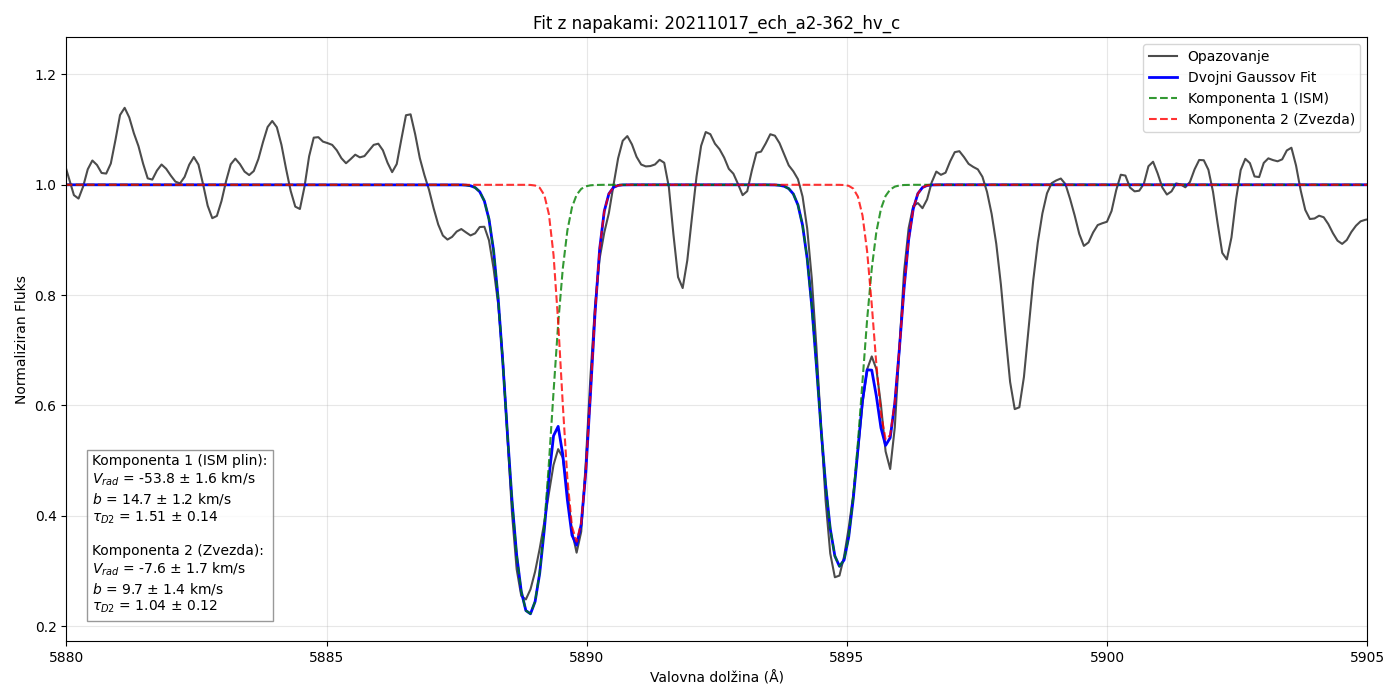 Fit z napakami: 20211017_ech_a2-362_hv_c
Opazovanje
Dvojni Gaussov Fit
Komponenta 1 (ISM)
Komponenta 2 (Zvezda)
Normaliziran Fluks
1.2
1.0
0.8
0.6
0.4
0.2
Komponenta 1 (ISM plin):
V_rad = -53.8 ± 1.6 km/s
b = 14.7 ± 1.2 km/s
τ_D2 = 1.51 ± 0.14
Komponenta 2 (Zvezda):
V_rad = -7.6 ± 1.7 km/s
b = 9.7 ± 1.4 km/s
τ_D2 = 1.04 ± 0.12
5880 5885 5890 5895 5900 5905
Valovna dolžina (Å)